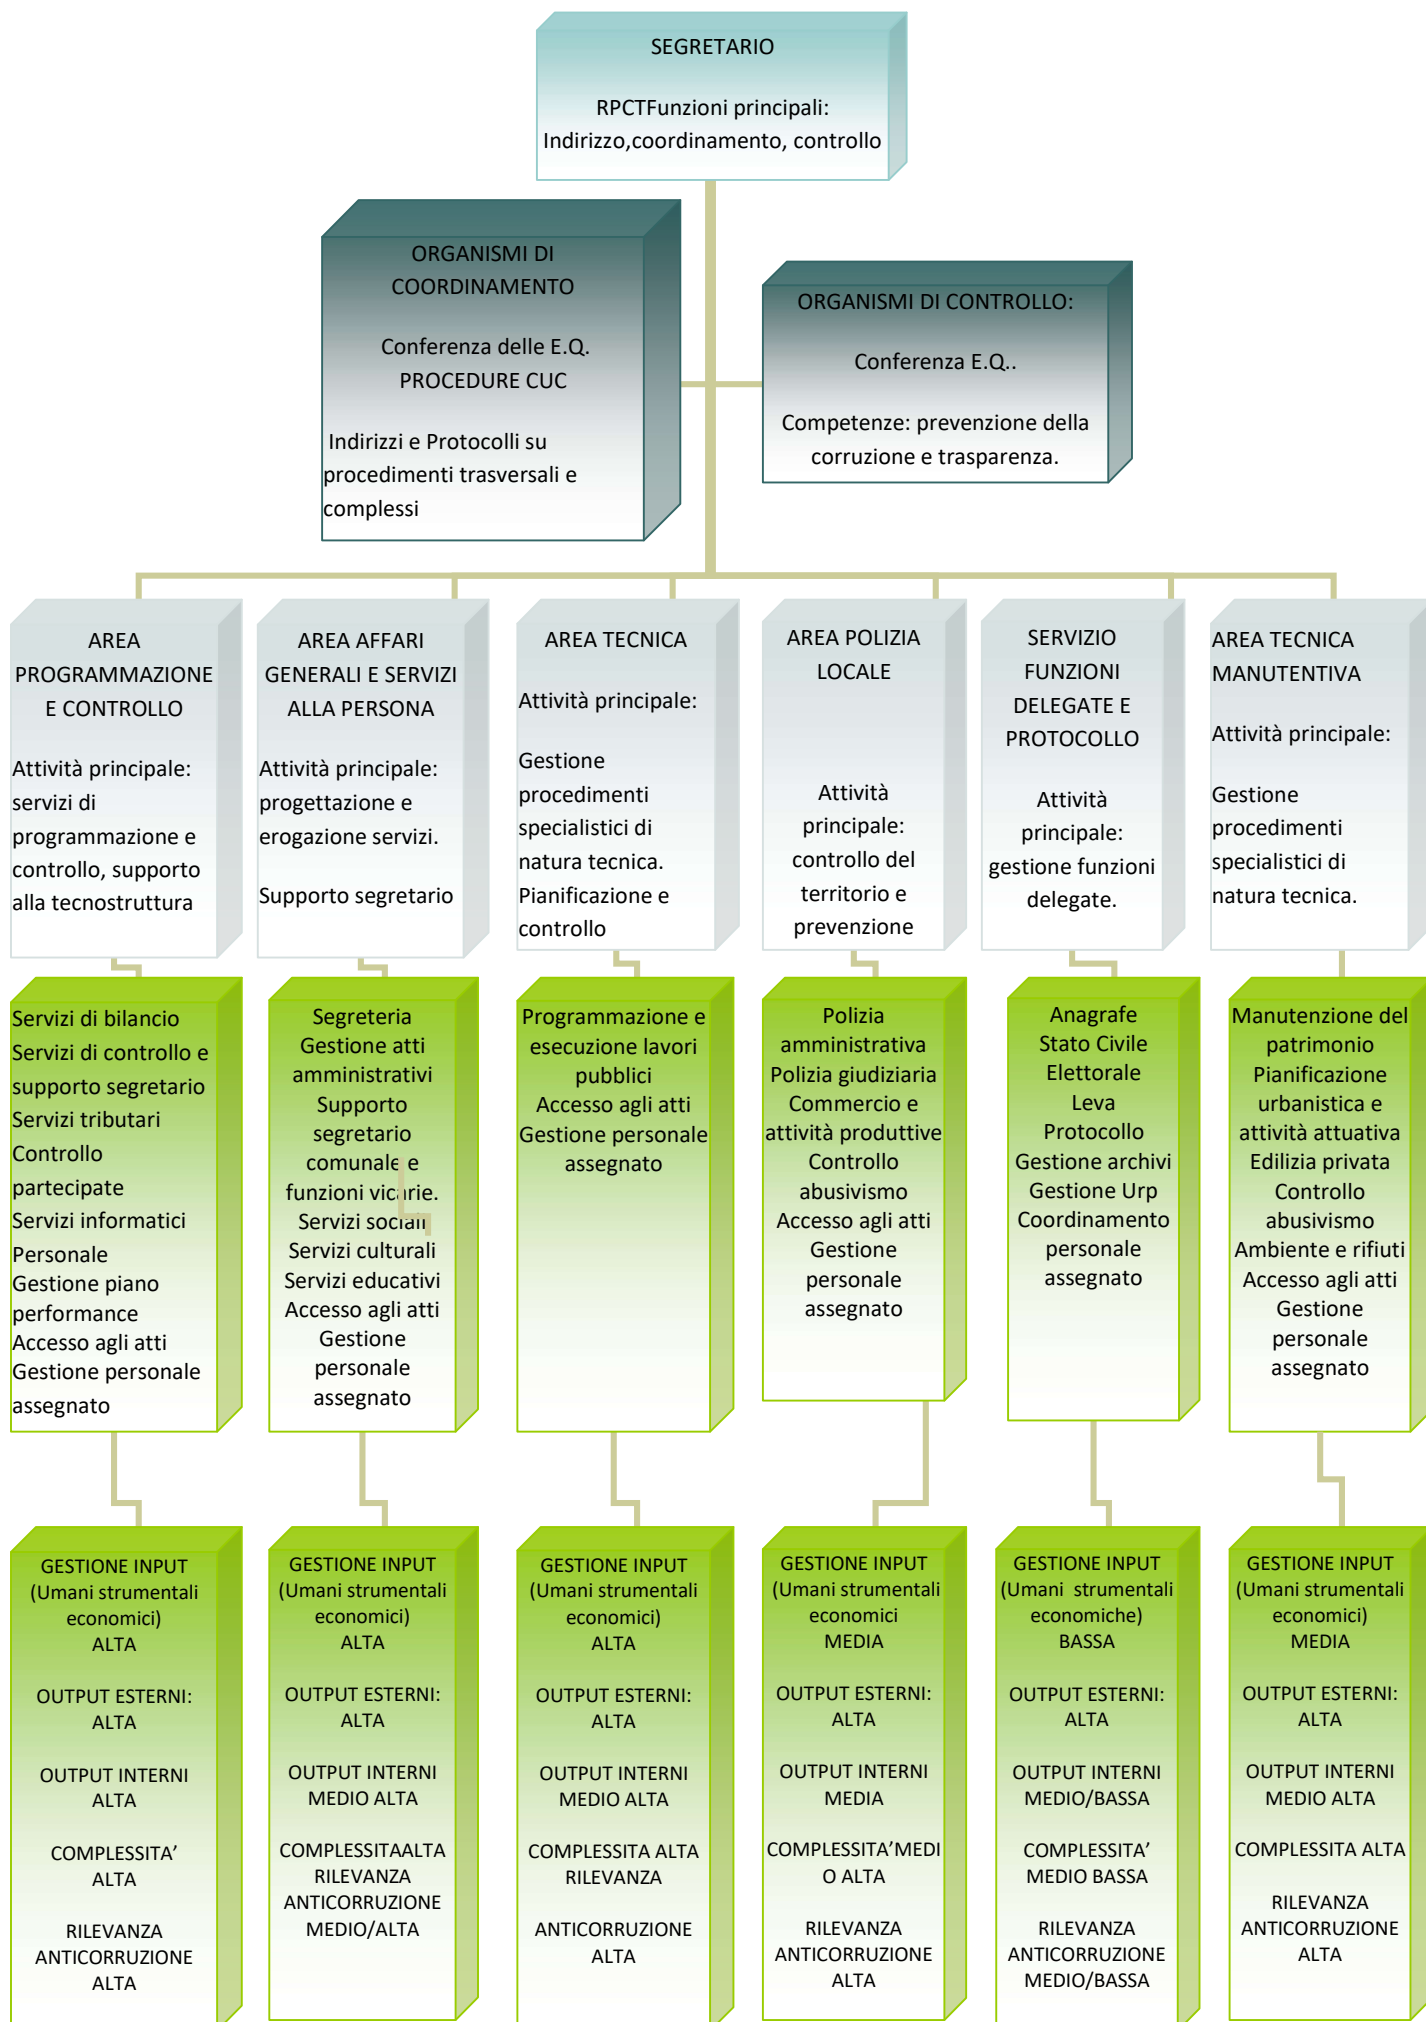 SEGRETARIO
RPCTFunzioni principali:
Indirizzo,coordinamento, controllo
ORGANISMI DI
COORDINAMENTO
Conferenza delle E.Q.
PROCEDURE CUC
Indirizzi e Protocolli su
procedimenti trasversali e
complessi
ORGANISMI DI CONTROLLO:
Conferenza E.Q..
Competenze: prevenzione della
corruzione e trasparenza.
AREA
PROGRAMMAZIONE
E CONTROLLO
Attività principale:
servizi di
programmazione e
controllo, supporto
alla tecnostruttura
AREA AFFARI
GENERALI E SERVIZI
ALLA PERSONA
Attività principale:
progettazione e
erogazione servizi.
Supporto segretario
AREA TECNICA
Attività principale:
Gestione
procedimenti
specialistici di
natura tecnica.
Pianificazione e
controllo
AREA POLIZIA
LOCALE
Attività
principale:
controllo del
territorio e
prevenzione
SERVIZIO
FUNZIONI
DELEGATE E
PROTOCOLLO
Attività
principale:
gestione funzioni
delegate.
AREA TECNICA
MANUTENTIVA
Attività principale:
Gestione
procedimenti
specialistici di
natura tecnica.
Servizi di bilancio
Servizi di controllo e
supporto segretario
Servizi tributari
Controllo
partecipate
Servizi informatici
Personale
Gestione piano
performance
Accesso agli atti
Gestione personale
assegnato
Segreteria
Gestione atti
amministrativi
Supporto
segretario
comunale e
funzioni vicarie.
Servizi sociali
Servizi culturali
Servizi educativi
Accesso agli atti
Gestione
personale
assegnato
Programmazione e
esecuzione lavori
pubblici
Accesso agli atti
Gestione personale
assegnato
Polizia
amministrativa
Polizia giudiziaria
Commercio e
attività produttive
Controllo
abusivismo
Accesso agli atti
Gestione
personale
assegnato
Anagrafe
Stato Civile
Elettorale
Leva
Protocollo
Gestione archivi
Gestione Urp
Coordinamento
personale
assegnato
Manutenzione del
patrimonio
Pianificazione
urbanistica e
attività attuativa
Edilizia privata
Controllo
abusivismo
Ambiente e rifiuti
Accesso agli atti
Gestione
personale
assegnato
GESTIONE INPUT
(Umani strumentali
economici)
ALTA
OUTPUT ESTERNI:
ALTA
OUTPUT INTERNI
ALTA
COMPLESSITA’
ALTA
RILEVANZA
ANTICORRUZIONE
ALTA
GESTIONE INPUT
(Umani strumentali
economici)
ALTA
OUTPUT ESTERNI:
ALTA
OUTPUT INTERNI
MEDIO ALTA
COMPLESSITAALTA
RILEVANZA
ANTICORRUZIONE
MEDIO/ALTA
GESTIONE INPUT
(Umani strumentali
economici)
ALTA
OUTPUT ESTERNI:
ALTA
OUTPUT INTERNI
MEDIO ALTA
COMPLESSITA ALTA
RILEVANZA
ANTICORRUZIONE
ALTA
GESTIONE INPUT
(Umani strumentali
economici
MEDIA
OUTPUT ESTERNI:
ALTA
OUTPUT INTERNI
MEDIA
COMPLESSITA’MEDI
O ALTA
RILEVANZA
ANTICORRUZIONE
ALTA
GESTIONE INPUT
(Umani  strumentali
economiche)
BASSA
OUTPUT ESTERNI:
ALTA
OUTPUT INTERNI
MEDIO/BASSA
COMPLESSITA’
MEDIO BASSA
RILEVANZA
ANTICORRUZIONE
MEDIO/BASSA
GESTIONE INPUT
(Umani strumentali
economici)
MEDIA
OUTPUT ESTERNI:
ALTA
OUTPUT INTERNI
MEDIO ALTA
COMPLESSITA ALTA
RILEVANZA
ANTICORRUZIONE
ALTA